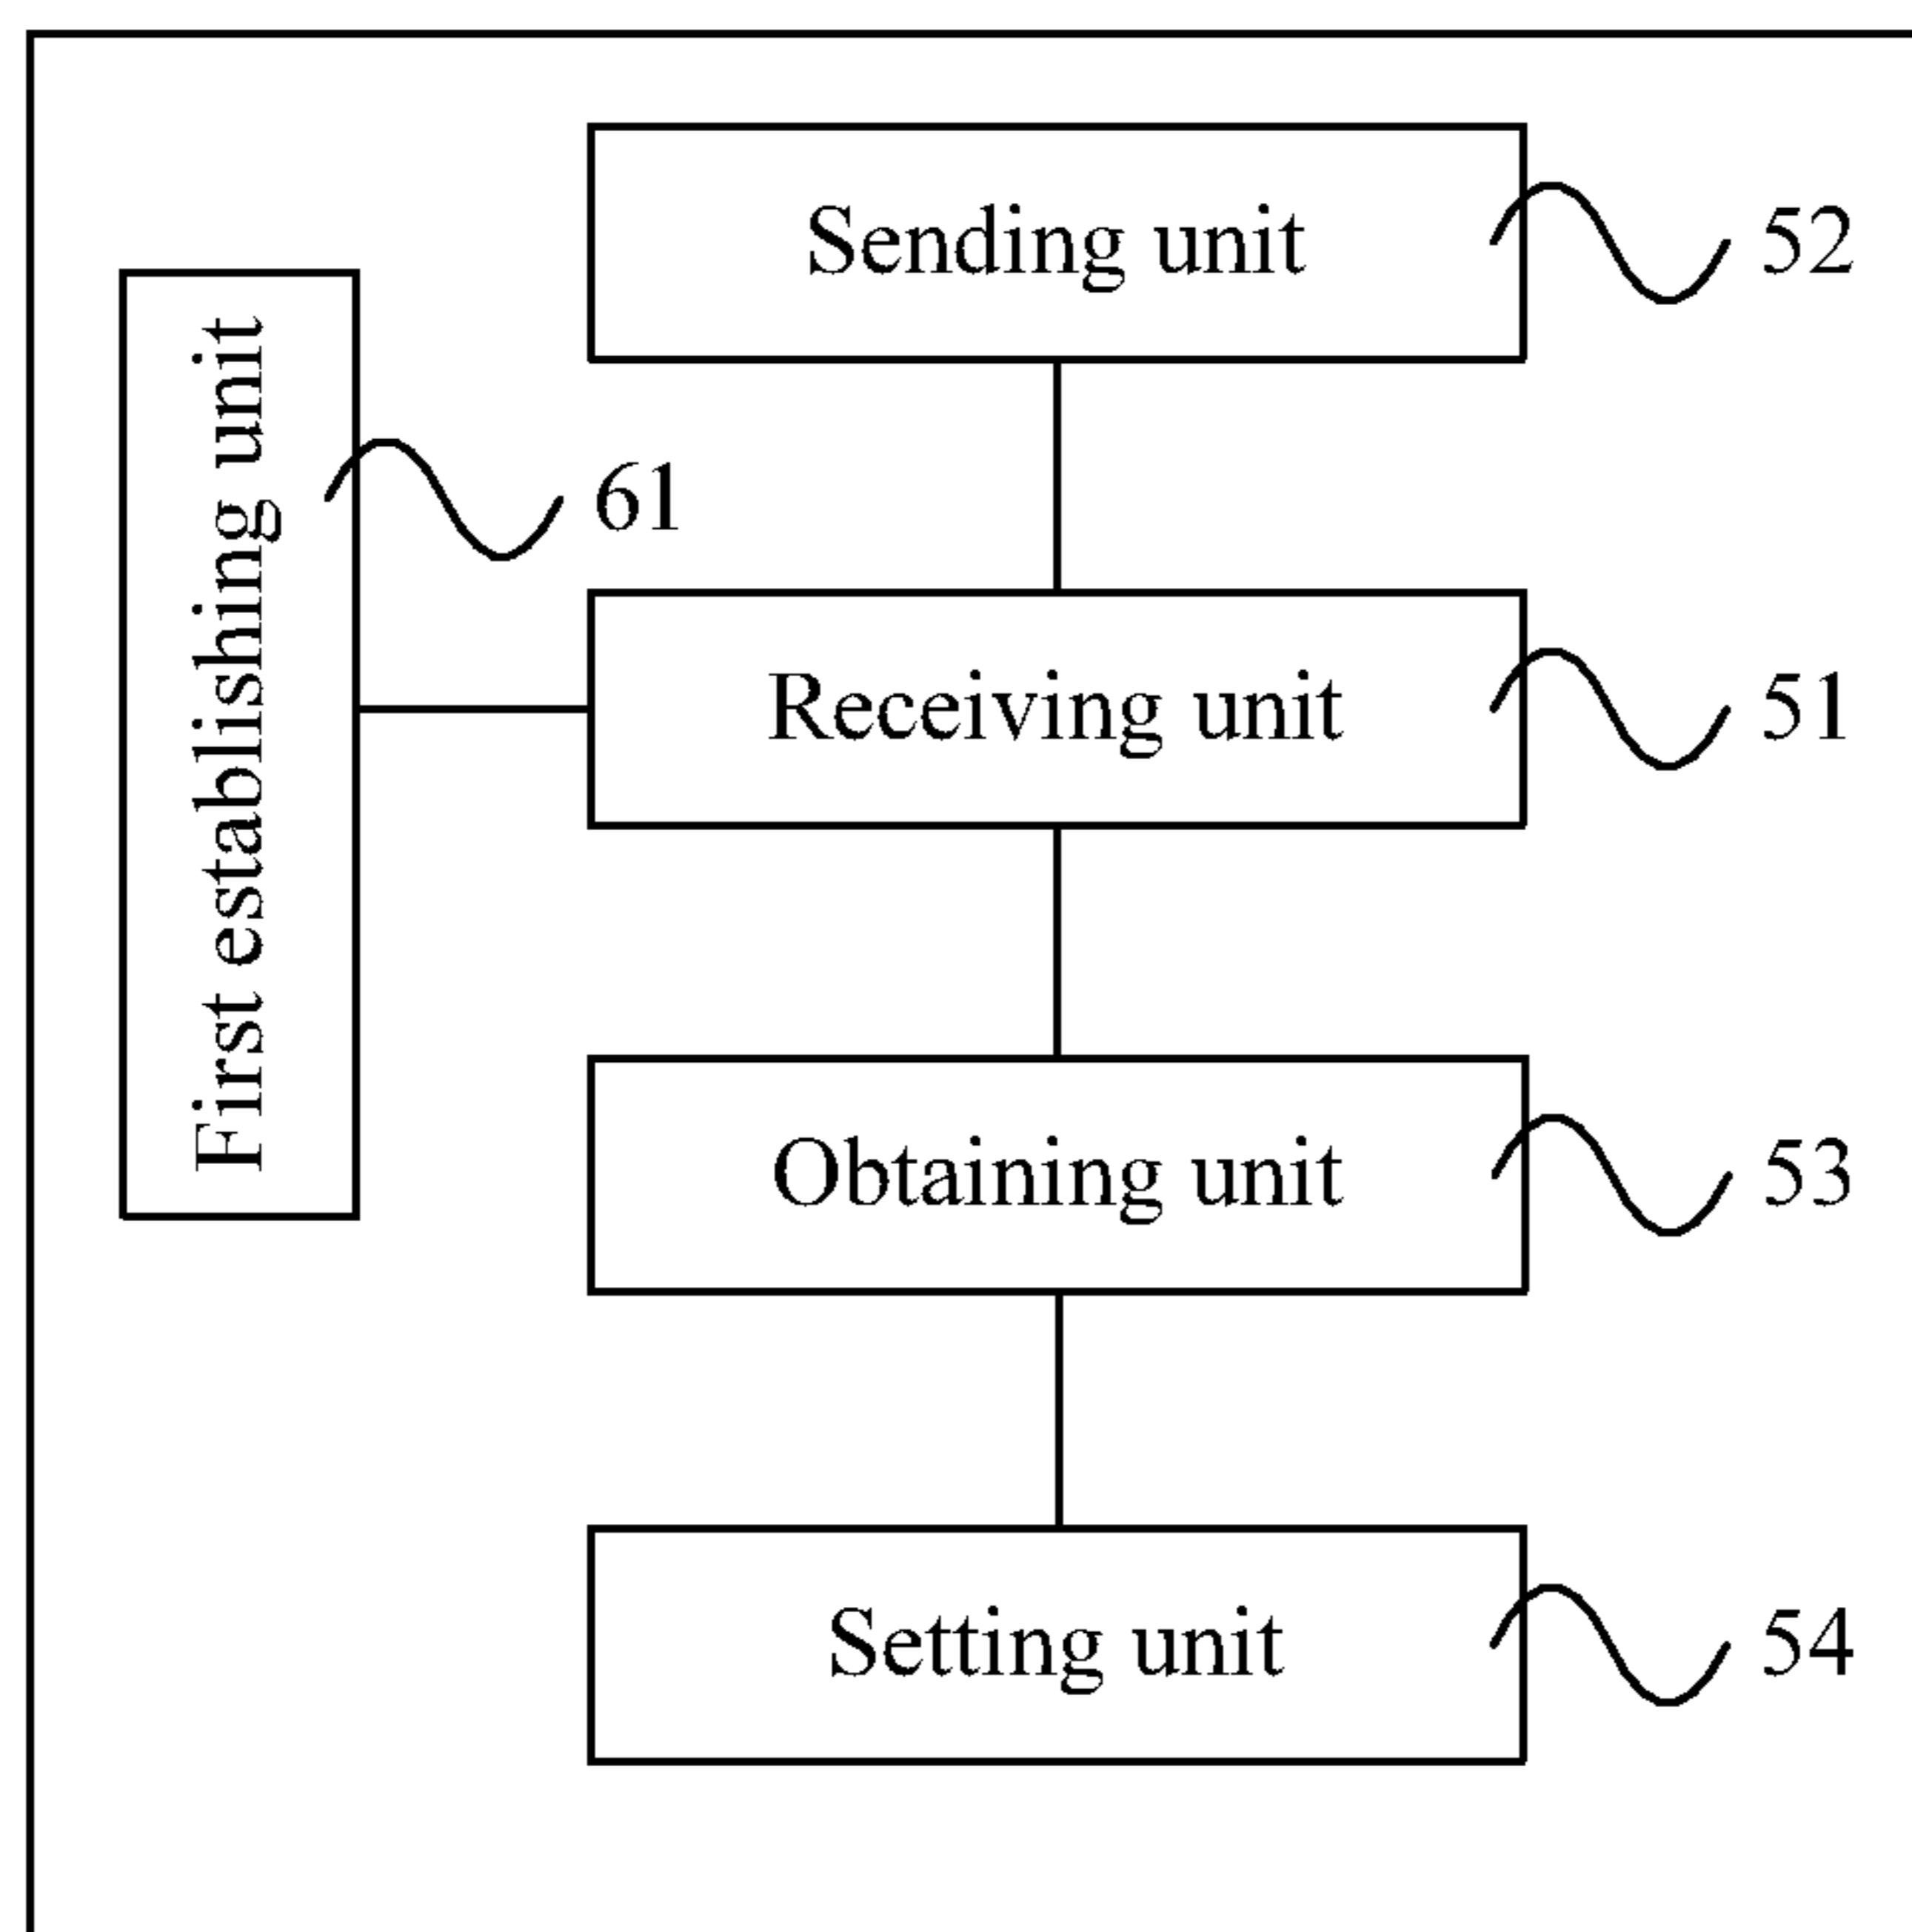 Sending unit
52
First establishing unit
61
Receiving unit
51
Obtaining unit
53
Setting unit
54